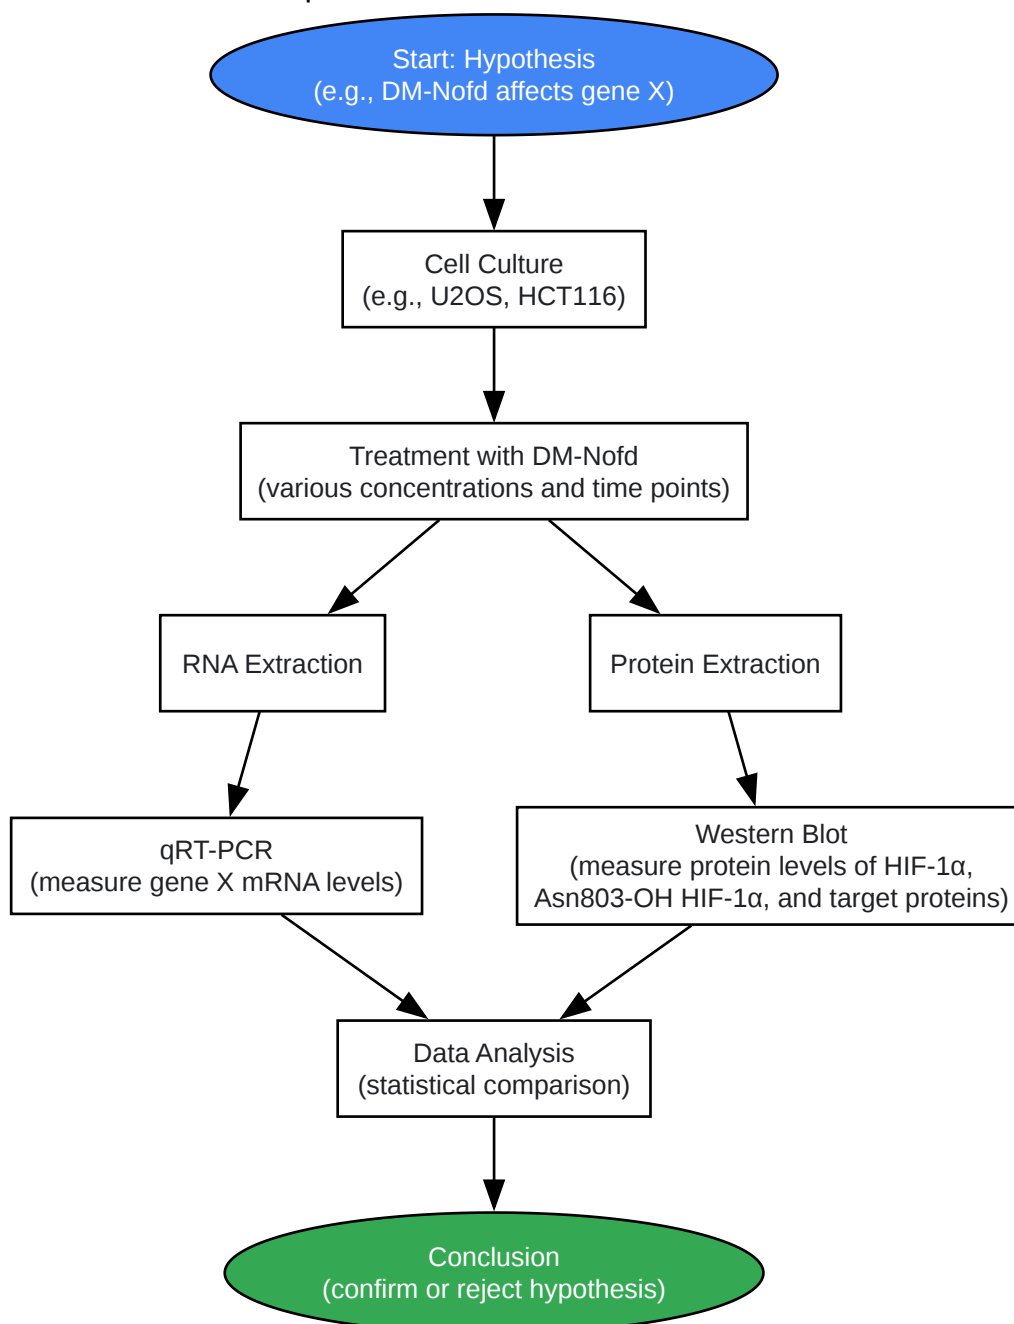 Start: Hypothesis
(e.g., DM-Nofd affects gene X)
Cell Culture
(e.g., U2OS, HCT116)
Treatment with DM-Nofd
(various concentrations and time points)
RNA Extraction
Protein Extraction
qRT-PCR
(measure gene X mRNA levels)
Western Blot
(measure protein levels of HIF-1α,
Asn803-OH HIF-1α, and target proteins)
Data Analysis
(statistical comparison)
Conclusion
(confirm or reject hypothesis)